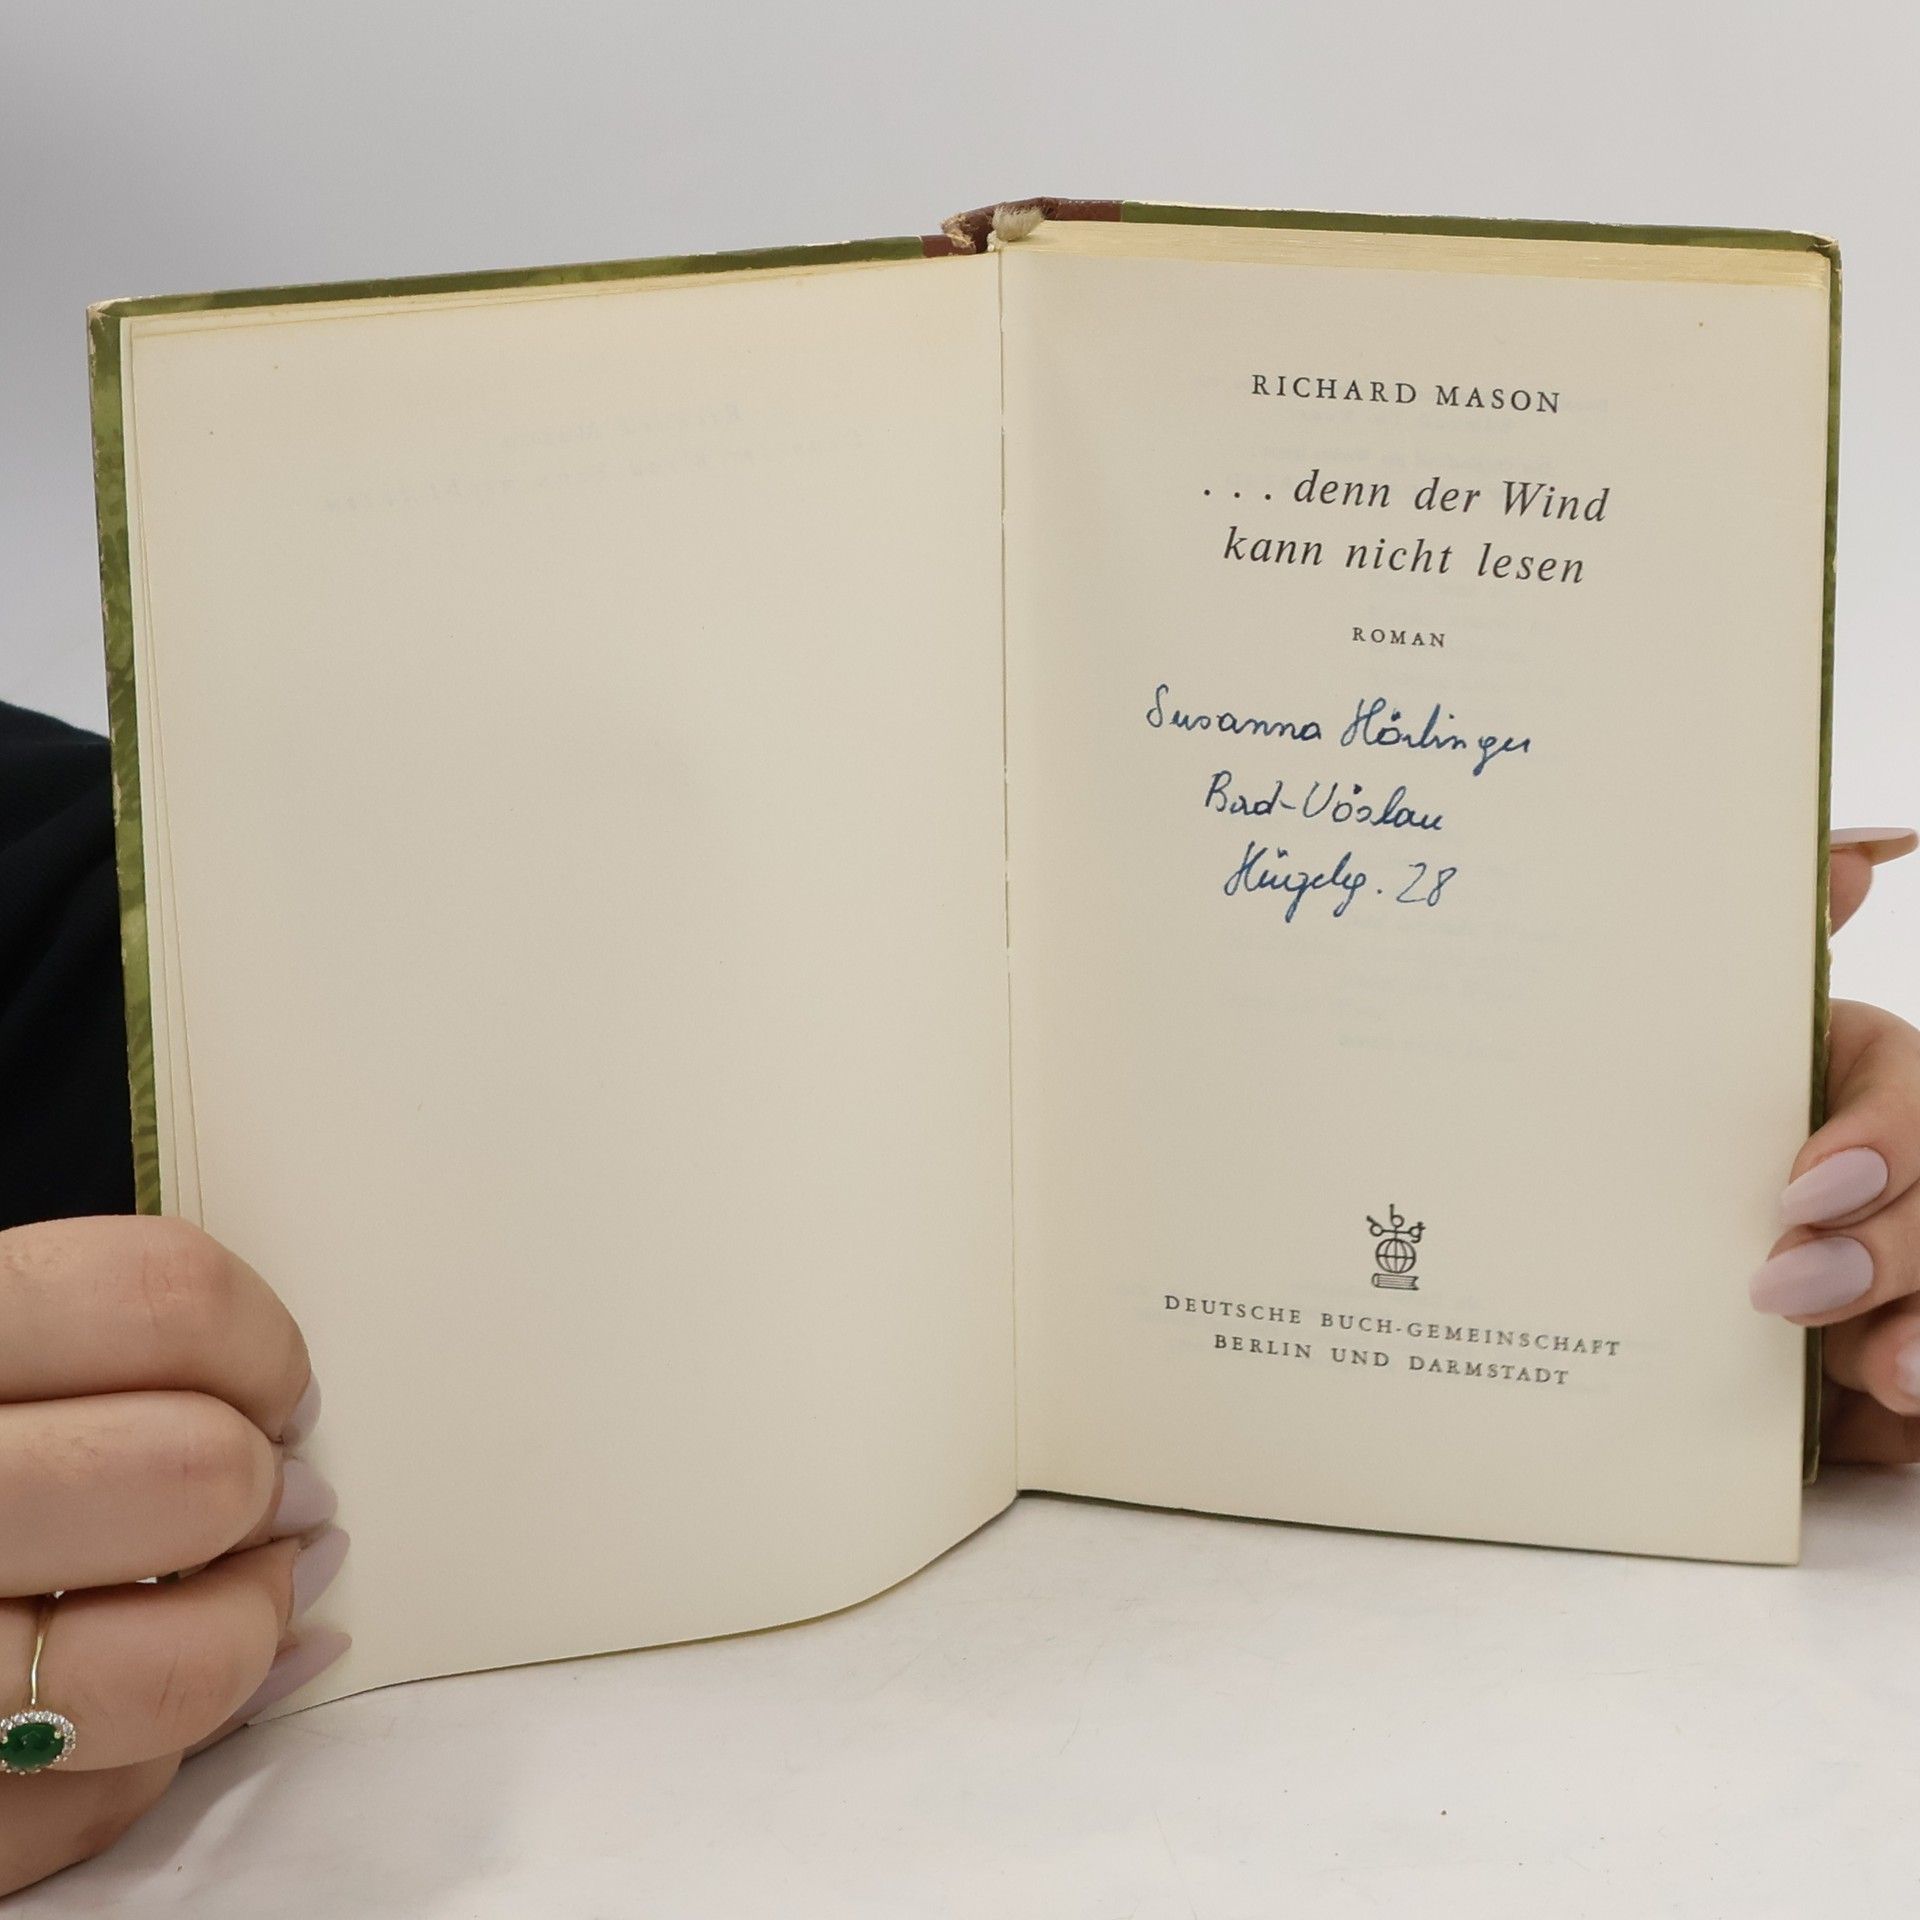 RICHARD MASON
. . . denn der Wind
kann nicht lesen
ROMAN
Susanna Hörlinger
Bad-Vöslau
Hügelg. 28
dbg
DEUTSCHE BUCH-GEMEINSCHAFT
BERLIN UND DARMSTADT